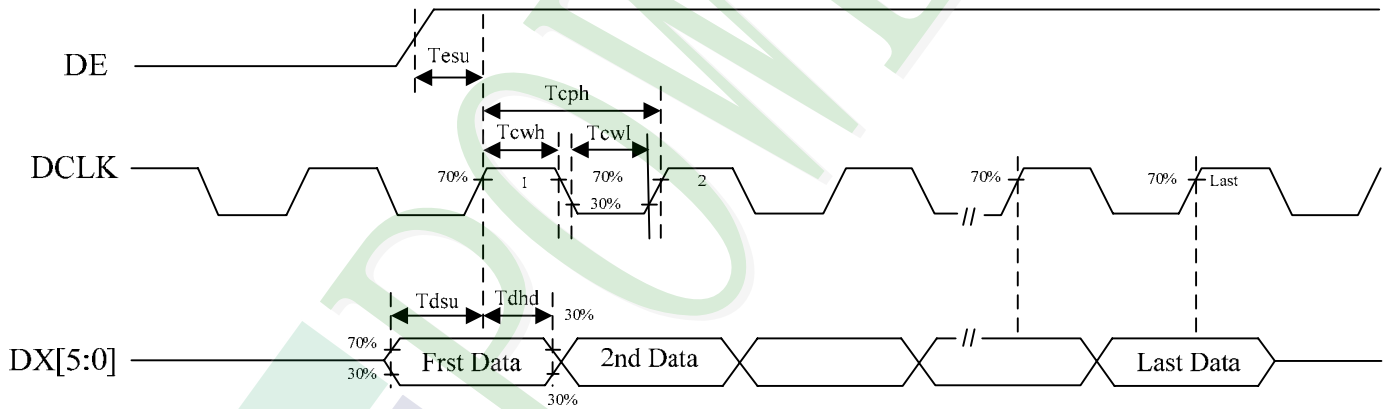 DE
Tesu
Tcph
Tcwh
Tcwl
DCLK
70%
1
70%
30%
2
70%
70%
Last
//
Tdsu
Tdhd
30%
DX[5:0]
70%
30%
Frst Data
2nd Data
//
Last Data
30%